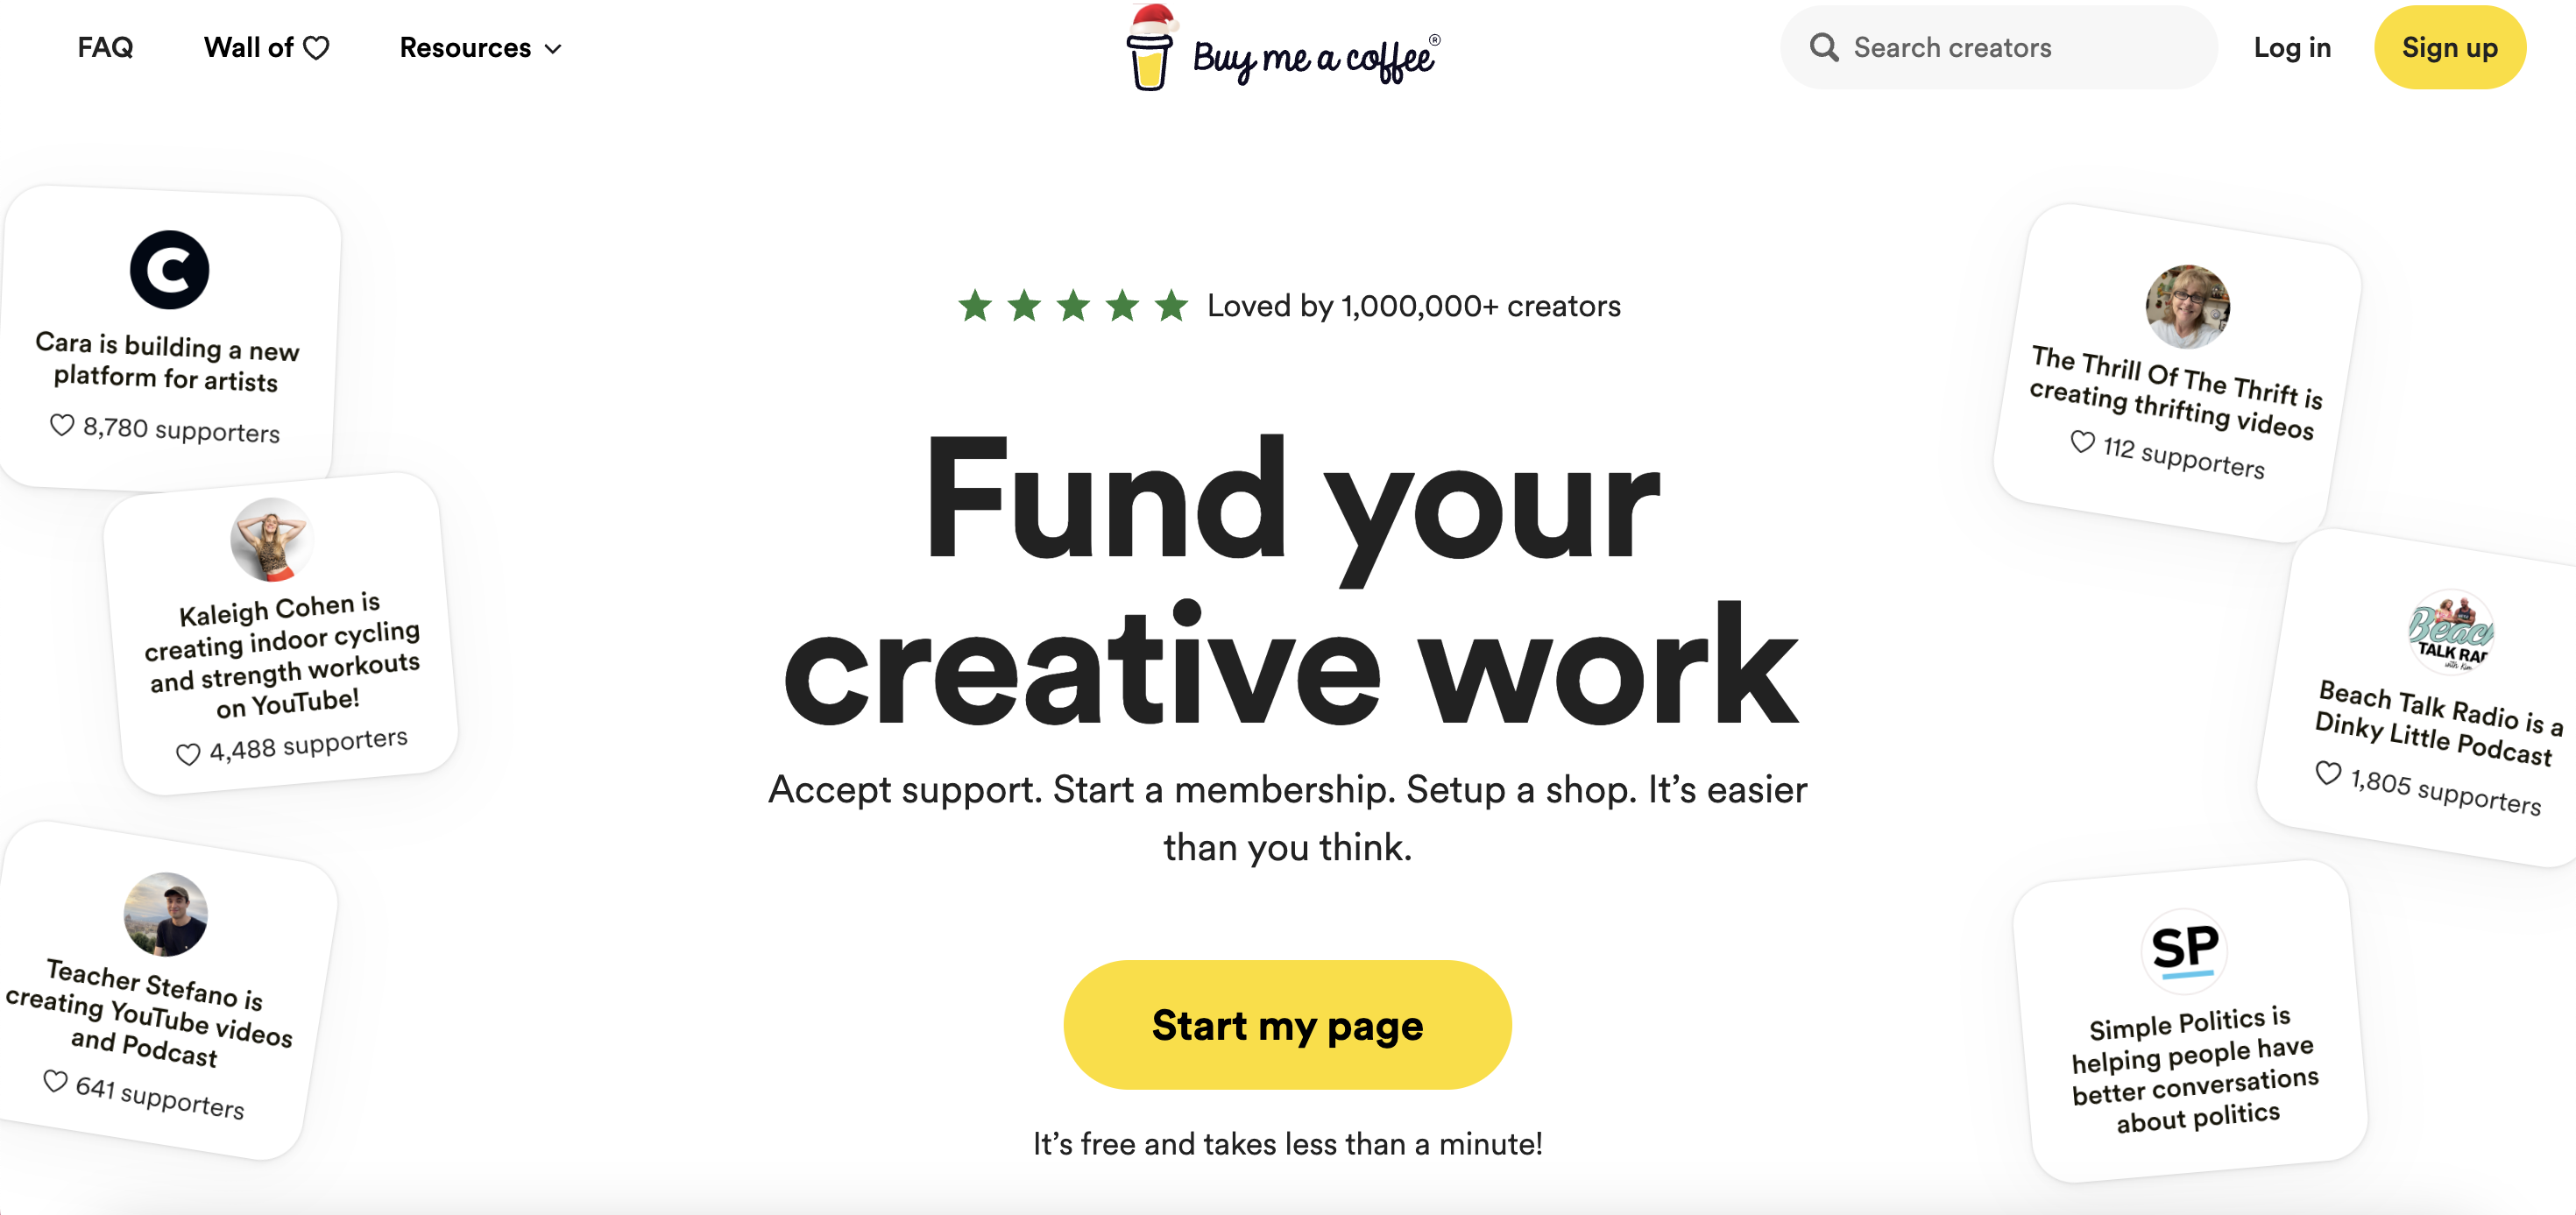 FAQ
Wall of
Resources
Buy me a coffee®
Search creators
Log in
Sign up
C
Cara is building a new
platform for artists
8,780 supporters
Kaleigh Cohen is
creating indoor cycling
and strength workouts
on YouTube!
4,488 supporters
Teacher Stefano is
creating YouTube videos
and Podcast
641 supporters
Loved by 1,000,000+ creators
Fund your
creative work
Accept support. Start a membership. Setup a shop. It’s easier
than you think.
Start my page
It’s free and takes less than a minute!
The Thrill Of The Thrift is
creating thrifting videos
112 supporters
Beach
TALK RAD
with Kim
Beach Talk Radio is a
Dinky Little Podcast
1,805 supporters
SP
Simple Politics is
helping people have
better conversations
about politics